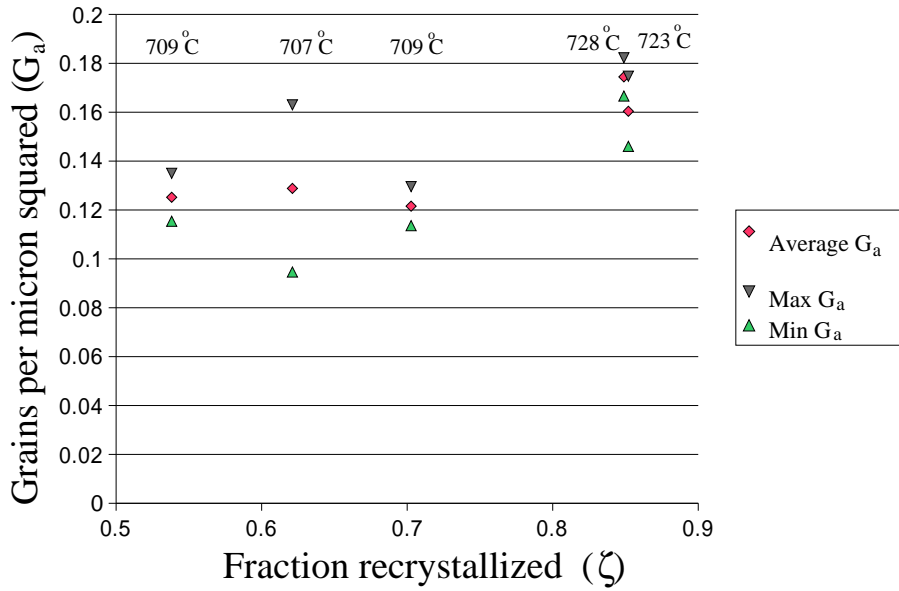 0.2
0.18
0.16
0.14
0.12
0.1
0.08
0.06
0.04
0.02
0
Grains per micron squared (Gₐ)
709°C 707°C 709°C 728°C 723°C
0.5 0.6 0.7 0.8 0.9
Fraction recrystallized (ζ)
Average Gₐ
Max Gₐ
Min Gₐ